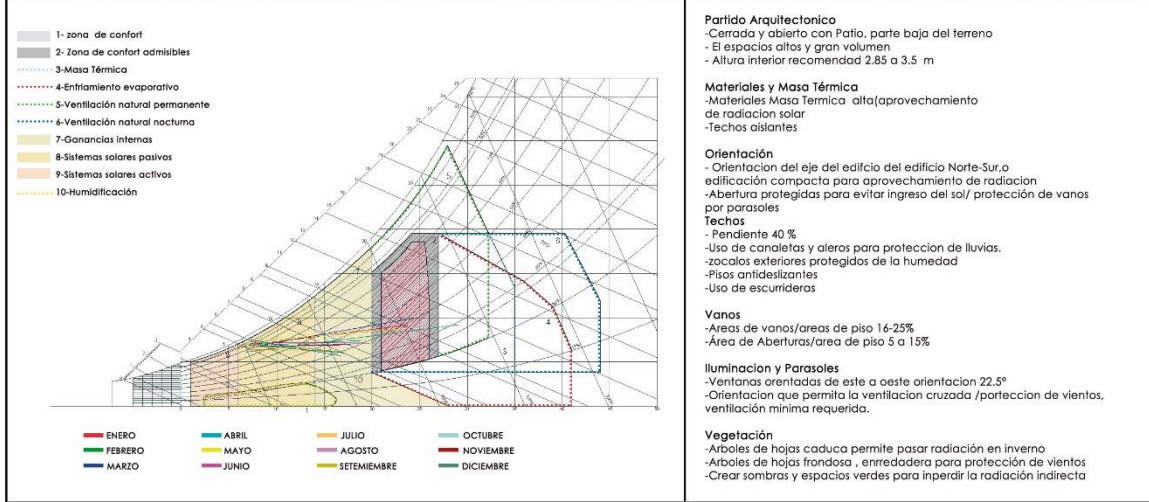 1- zona de confort
2- Zona de confort admisibles
3-Masa Térmica
4-Enfriamiento evaporativo
5-Ventilación natural permanente
6-Ventilación natural nocturna
7-Ganancias internas
8-Sistemas solares pasivos
9-Sistemas solares activos
10-Humidificación
ENERO
FEBRERO
MARZO
ABRIL
MAYO
JUNIO
JULIO
AGOSTO
SETEMIEMBRE
OCTUBRE
NOVIEMBRE
DICIEMBRE
Partido Arquitectonico
-Cerrada y abierto con Patio, parte baja del terreno
- El espacios altos y gran volumen
- Altura interior recomendad 2.85 a 3.5 m
Materiales y Masa Térmica
-Materiales Masa Termica alta(aprovechamiento
de radiacion solar
-Techos aislantes
Orientación
- Orientacion del eje del edifcio del edificio Norte-Sur,o
edificación compacta para aprovechamiento de radiacion
-Abertura protegidas para evitar ingreso del sol/ protección de vanos
por parasoles
Techos
- Pendiente 40 %
-Uso de canaletas y aleros para proteccion de lluvias.
-zocalos exteriores protegidos de la humedad
-Pisos antideslizantes
-Uso de escurrideras
Vanos
-Areas de vanos/areas de piso 16-25%
-Área de Aberturas/area de piso 5 a 15%
Iluminacion y Parasoles
-Ventanas orentadas de este a oeste orientacion 22.5°
-Orientacion que permita la ventilacion cruzada /porteccion de vientos,
ventilación minima requerida.
Vegetación
-Arboles de hojas caduca permite pasar radiación en inverno
-Arboles de hojas frondosa , enrredadera para protección de vientos
-Crear sombras y espacios verdes para inperdir la radiación indirecta